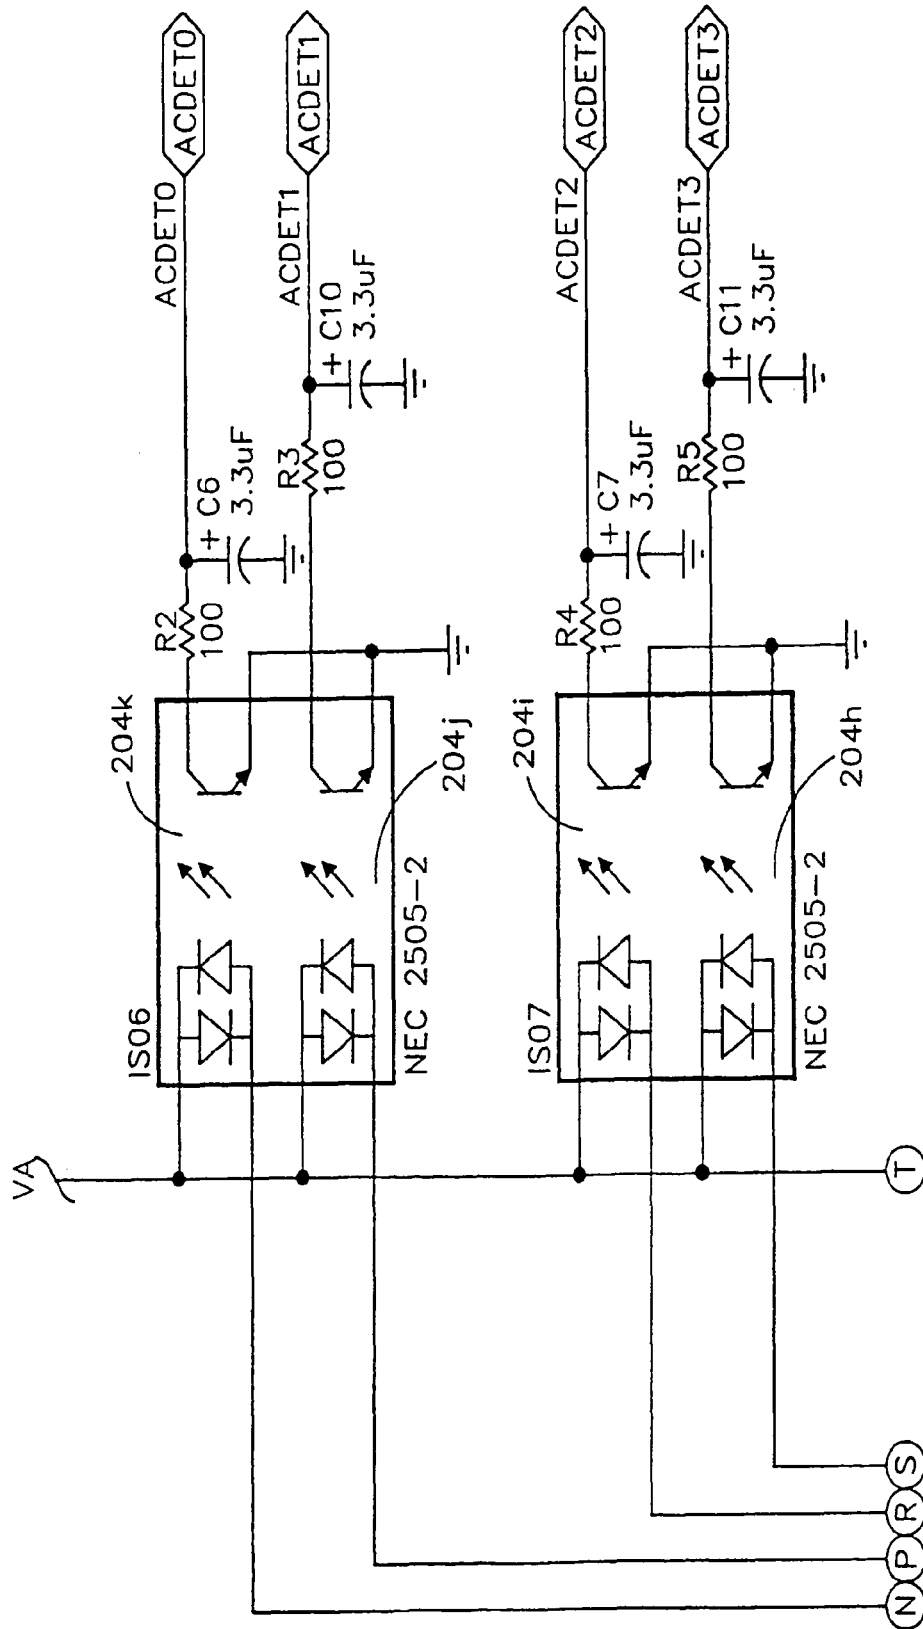 VA
IS06
204k
R2
100
+ C6
3.3uF
ACDET0
ACDET0
NEC 2505-2
204j
R3
100
+ C10
3.3uF
ACDET1
ACDET1
IS07
204i
R4
100
+ C7
3.3uF
ACDET2
ACDET2
NEC 2505-2
204h
R5
100
+ C11
3.3uF
ACDET3
ACDET3
N
P
R
S
T